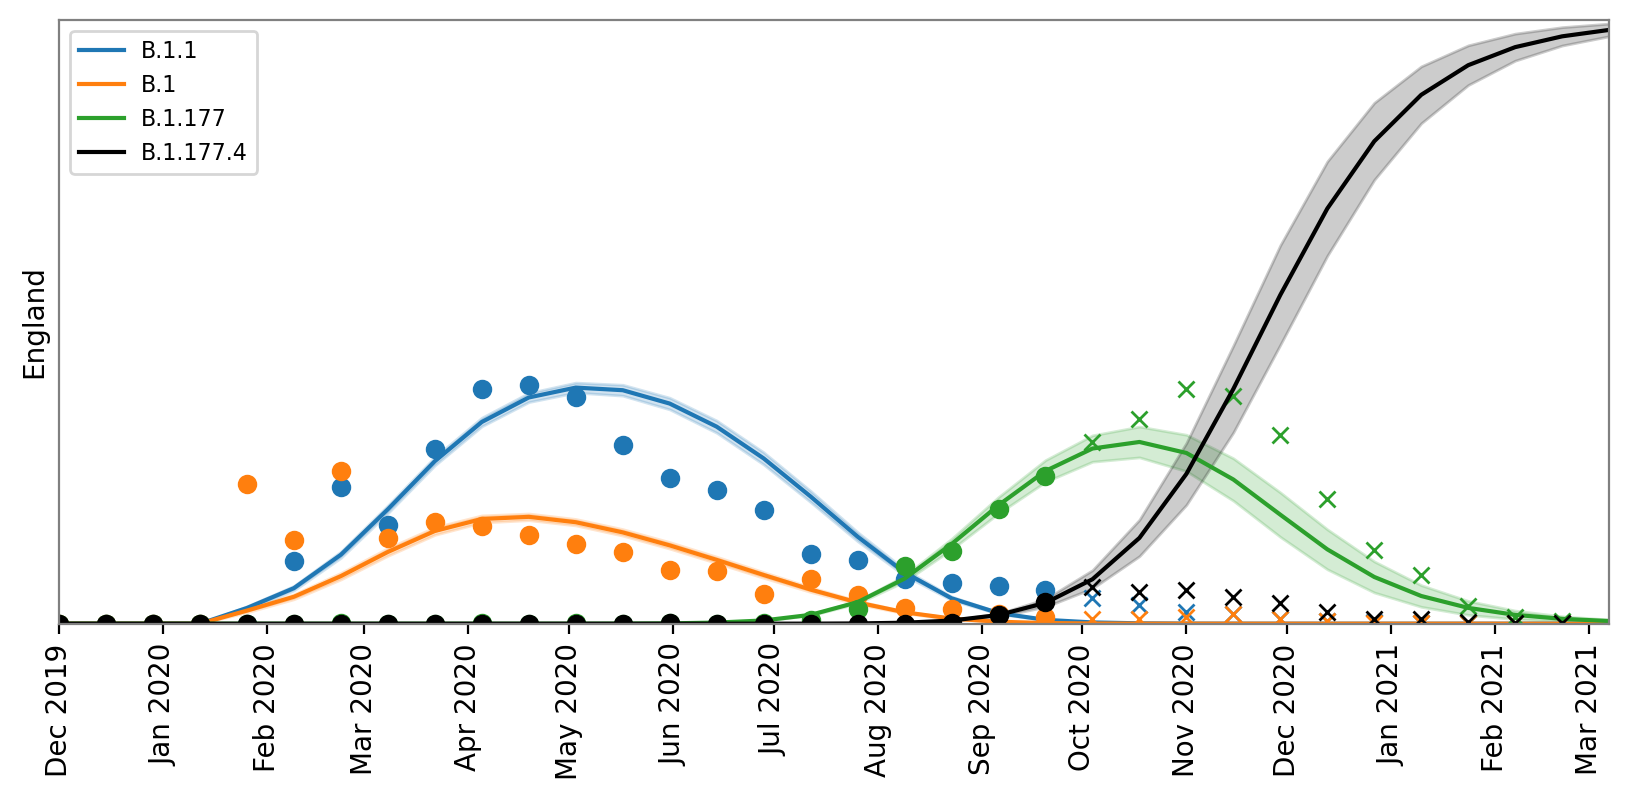 B.1.1
B.1
B.1.177
B.1.177.4
England
Dec 2019
Jan 2020
Feb 2020
Mar 2020
Apr 2020
May 2020
Jun 2020
Jul 2020
Aug 2020
Sep 2020
Oct 2020
Nov 2020
Dec 2020
Jan 2021
Feb 2021
Mar 2021